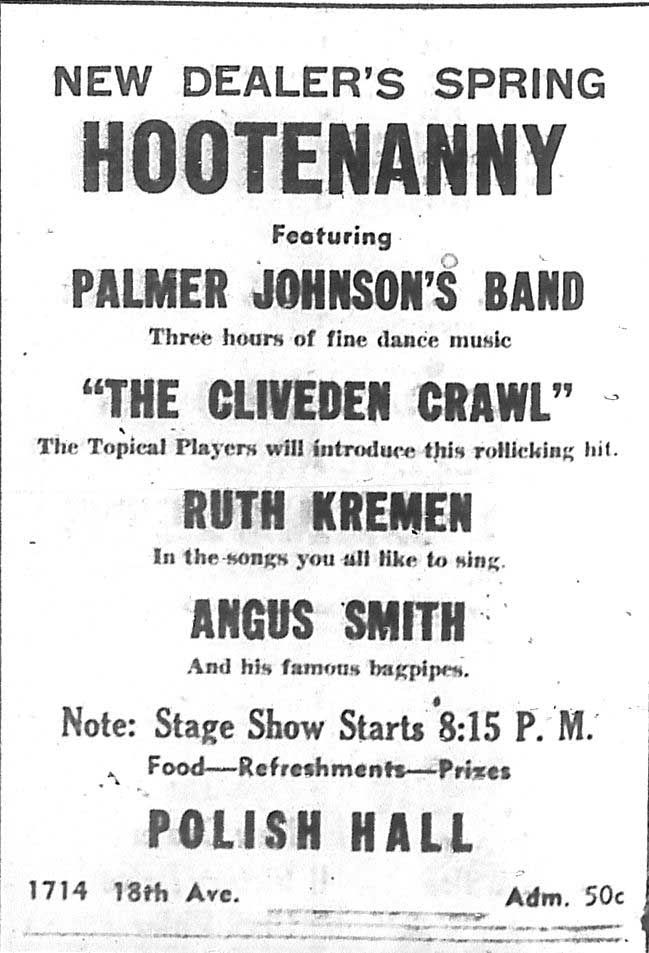 NEW DEALER'S SPRING
HOOTENANNY
Featuring
PALMER JOHNSON'S BAND
Three hours of fine dance music
"THE CLIVEDEN CRAWL"
The Topical Players will introduce this rollicking hit.
RUTH KREMEN
In the songs you all like to sing.
ANGUS SMITH
And his famous bagpipes.
Note: Stage Show Starts 8:15 P. M.
Food—Refreshments—Prizes
POLISH HALL
1714 18th Ave. Adm. 50c